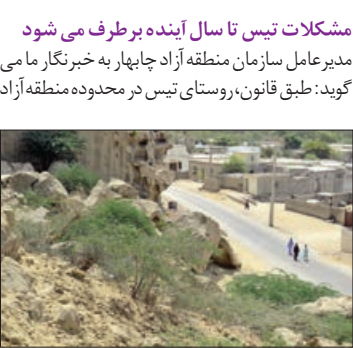 مشکلات تیس تا سال آینده برطرف می شود
مدیرعامل سازمان منطقه آزاد چابهار به خبرنگار ما می
گوید: طبق قانون، روستای تیس در محدوده منطقه آزاد